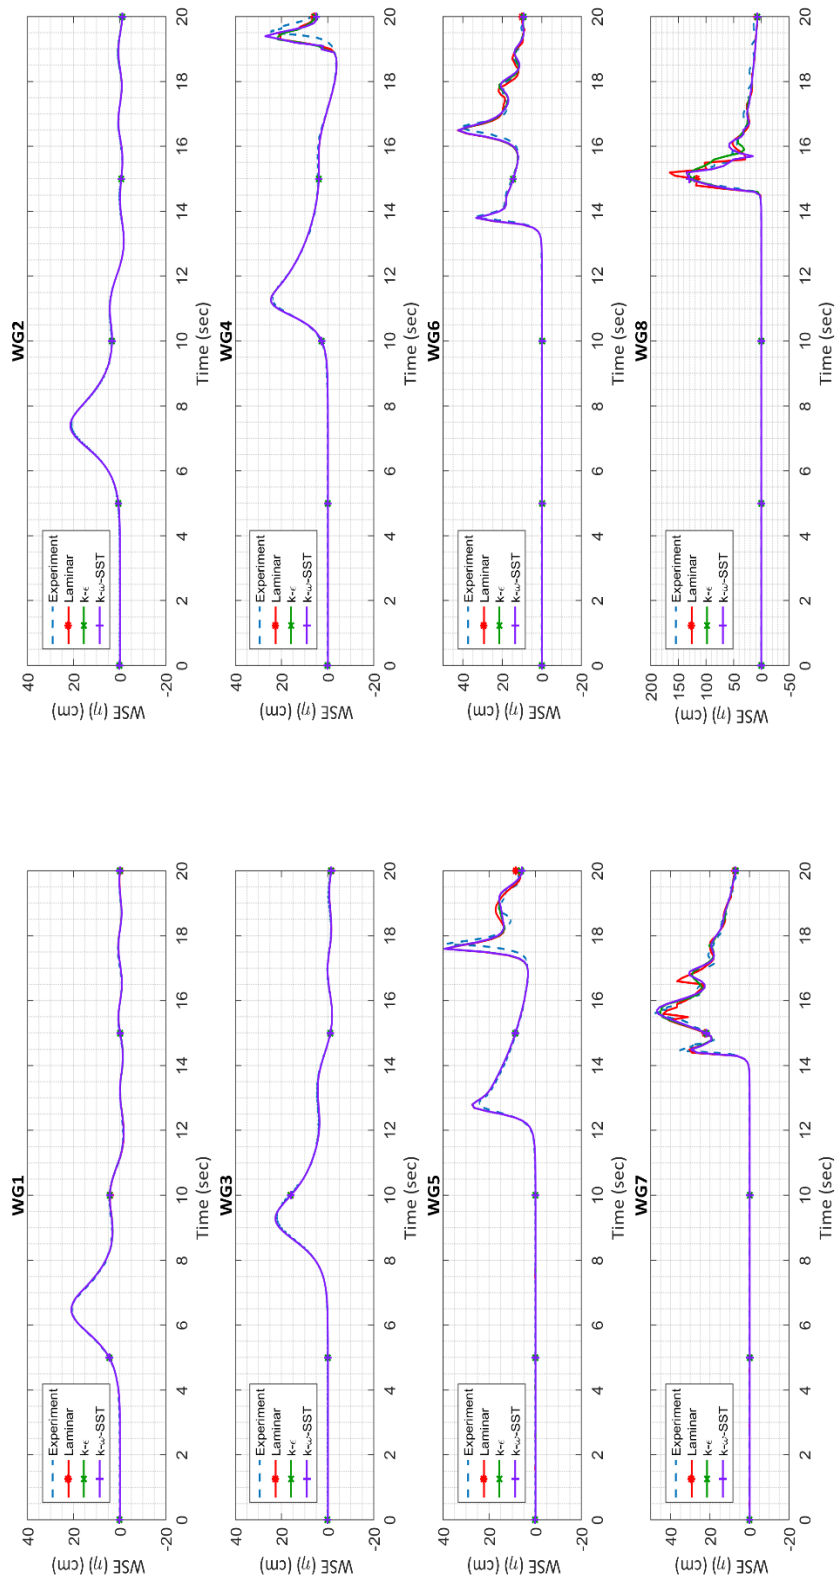 WG1
40
20
0
-20
WSE (η) (cm)
Experiment
Laminar
k-ϵ
k-ω-SST
0 2 4 6 8 10 12 14 16 18 20
Time (sec)
WG2
40
20
0
-20
WSE (η) (cm)
Experiment
Laminar
k-ϵ
k-ω-SST
0 2 4 6 8 10 12 14 16 18 20
Time (sec)
WG3
40
20
0
-20
WSE (η) (cm)
Experiment
Laminar
k-ϵ
k-ω-SST
0 2 4 6 8 10 12 14 16 18 20
Time (sec)
WG4
40
20
0
-20
WSE (η) (cm)
Experiment
Laminar
k-ϵ
k-ω-SST
0 2 4 6 8 10 12 14 16 18 20
Time (sec)
WG5
40
20
0
-20
WSE (η) (cm)
Experiment
Laminar
k-ϵ
k-ω-SST
0 2 4 6 8 10 12 14 16 18 20
Time (sec)
WG6
40
20
0
-20
WSE (η) (cm)
Experiment
Laminar
k-ϵ
k-ω-SST
0 2 4 6 8 10 12 14 16 18 20
Time (sec)
WG7
50
40
20
0
-20
WSE (η) (cm)
Experiment
Laminar
k-ϵ
k-ω-SST
0 2 4 6 8 10 12 14 16 18 20
Time (sec)
WG8
200
150
100
50
0
-50
WSE (η) (cm)
Experiment
Laminar
k-ϵ
k-ω-SST
0 2 4 6 8 10 12 14 16 18 20
Time (sec)